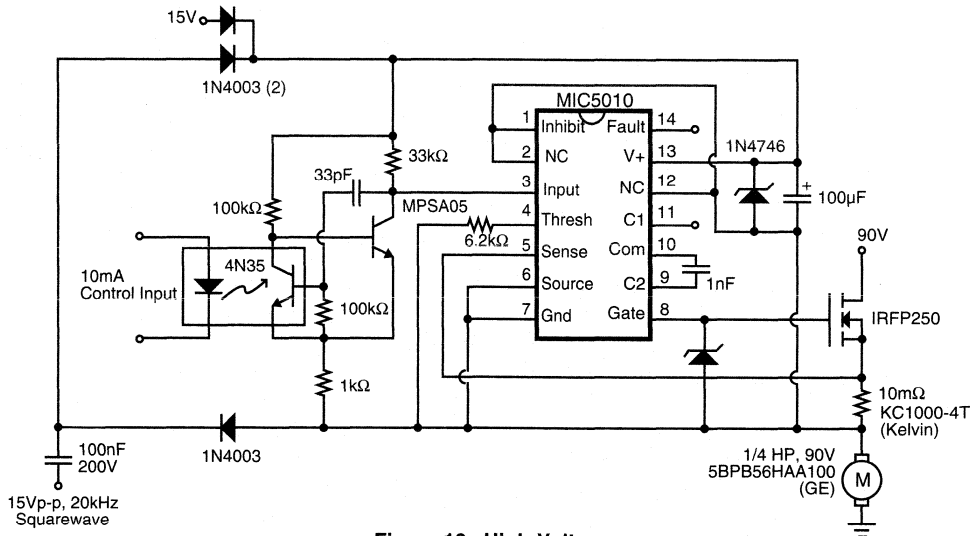 15V
1N4003 (2)
MIC5010
1 Inhibit Fault 14
2 NC V+ 13
3 Input NC 12
4 Thresh C1 11
5 Sense Com 10
6 Source C2 9
7 Gnd Gate 8
33kΩ
33pF
MPSA05
100kΩ
6.2kΩ
4N35
10mA
Control Input
100kΩ
1kΩ
1N4746
+
100µF
1nF
90V
IRFP250
10mΩ
KC1000-4T
(Kelvin)
1N4003
100nF
200V
15Vp-p, 20kHz
Squarewave
1/4 HP, 90V
5BPB56HAA100
(GE)
M